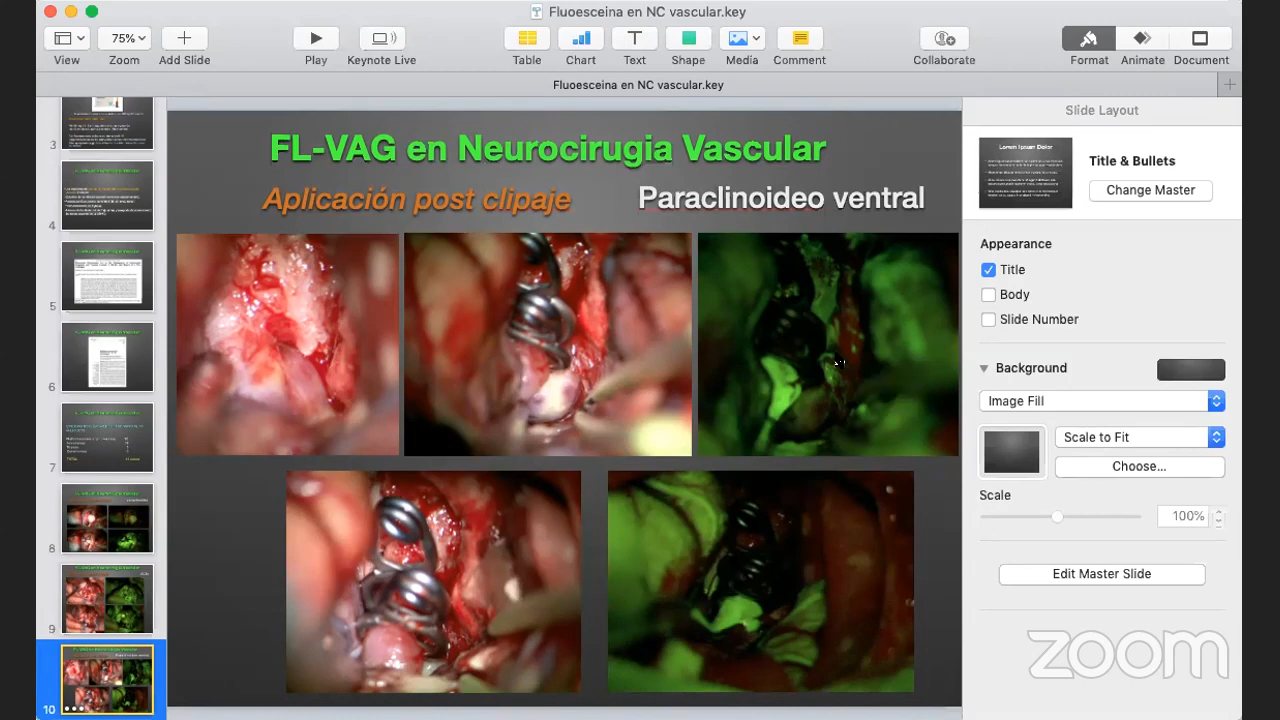 Fluoesceina en NC vascular.key
75%
View
Zoom
Add Slide
Play
Keynote Live
Table
Chart
Text
Shape
Media
Comment
Collaborate
Format
Animate
Document
Fluoesceina en NC vascular.key
3
4
5
6
7
8
9
10
FL-VAG en Neurocirugia Vascular
Aplicación post clipaje
Paraclinoideo ventral
Slide Layout
Lorem Ipsum Dolor
Title & Bullets
Change Master
Appearance
Title
Body
Slide Number
Background
Image Fill
Scale to Fit
Choose...
Scale
100%
Edit Master Slide
zoom